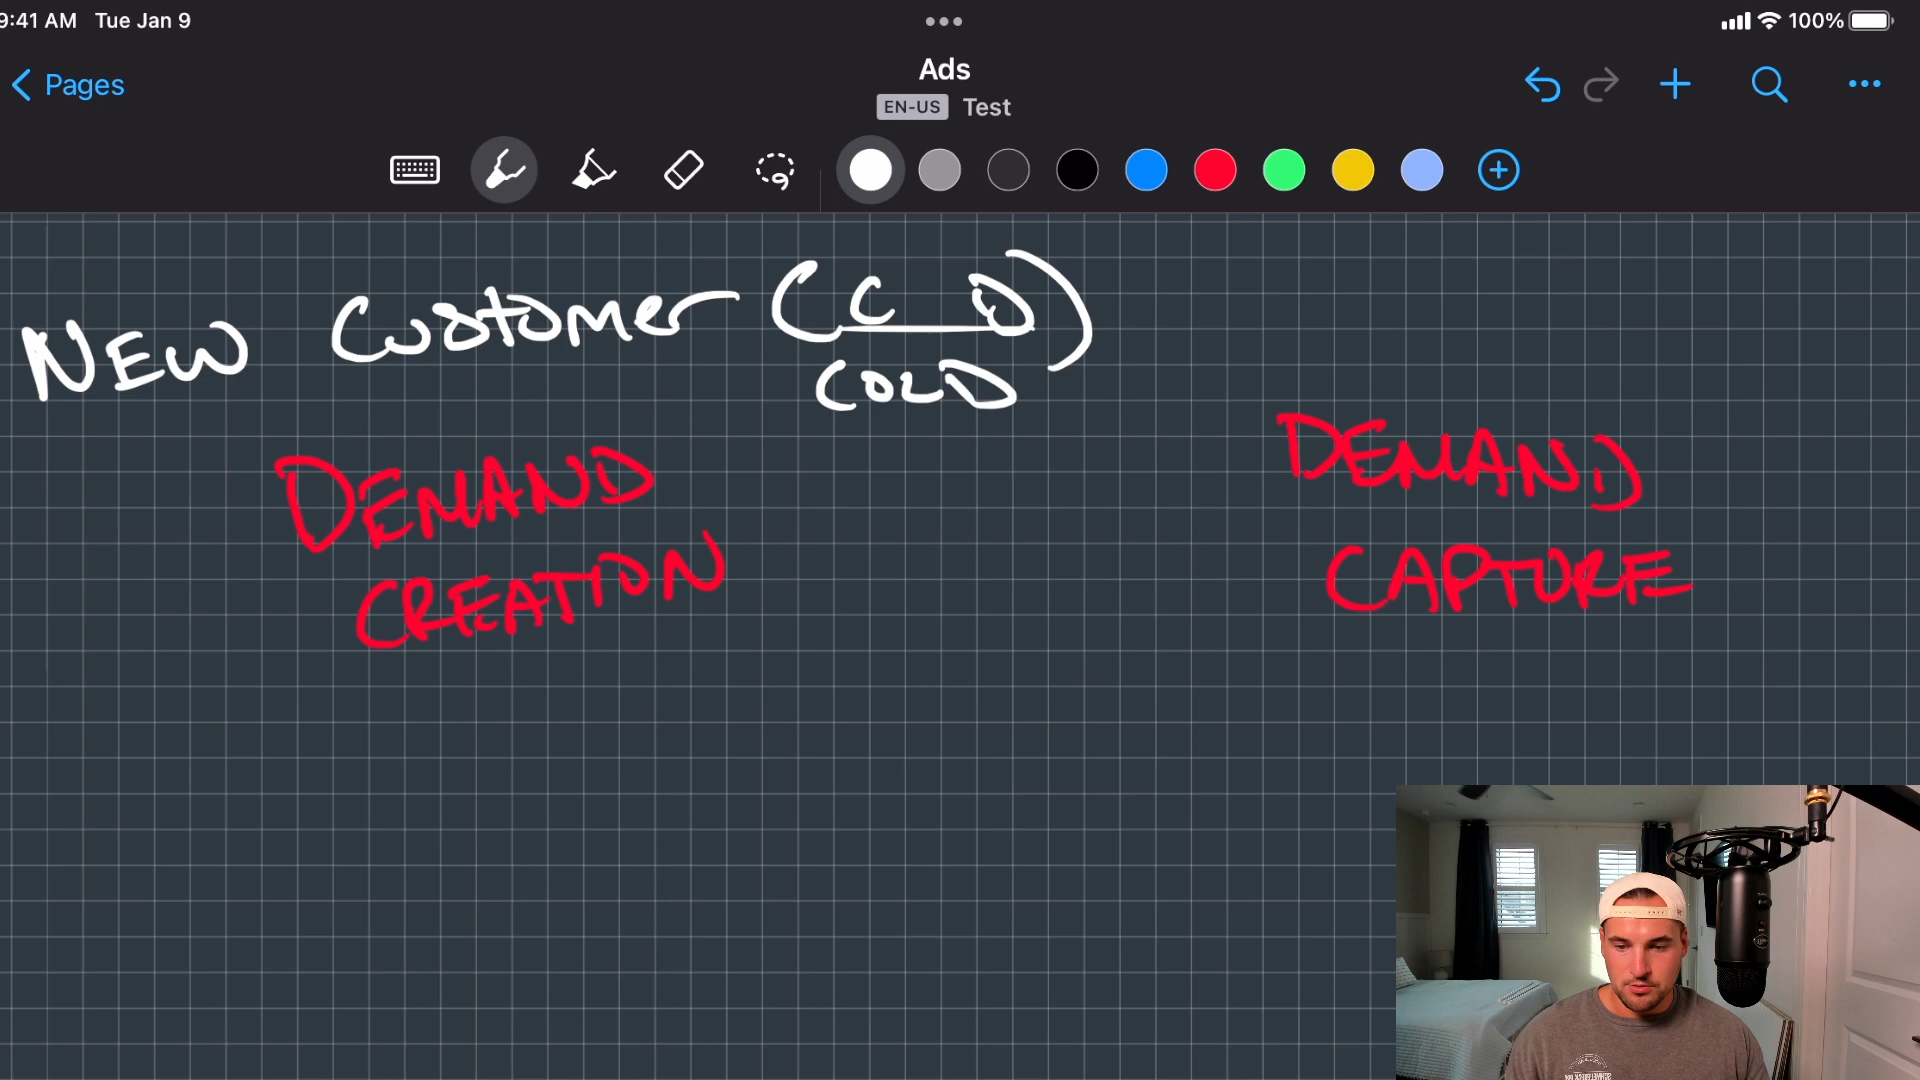 9:41 AM Tue Jan 9 100%
Pages
Ads
EN-US Test
NEW Customer (C D)
COLD
DEMAND
CREATION
DEMAND
CAPTURE